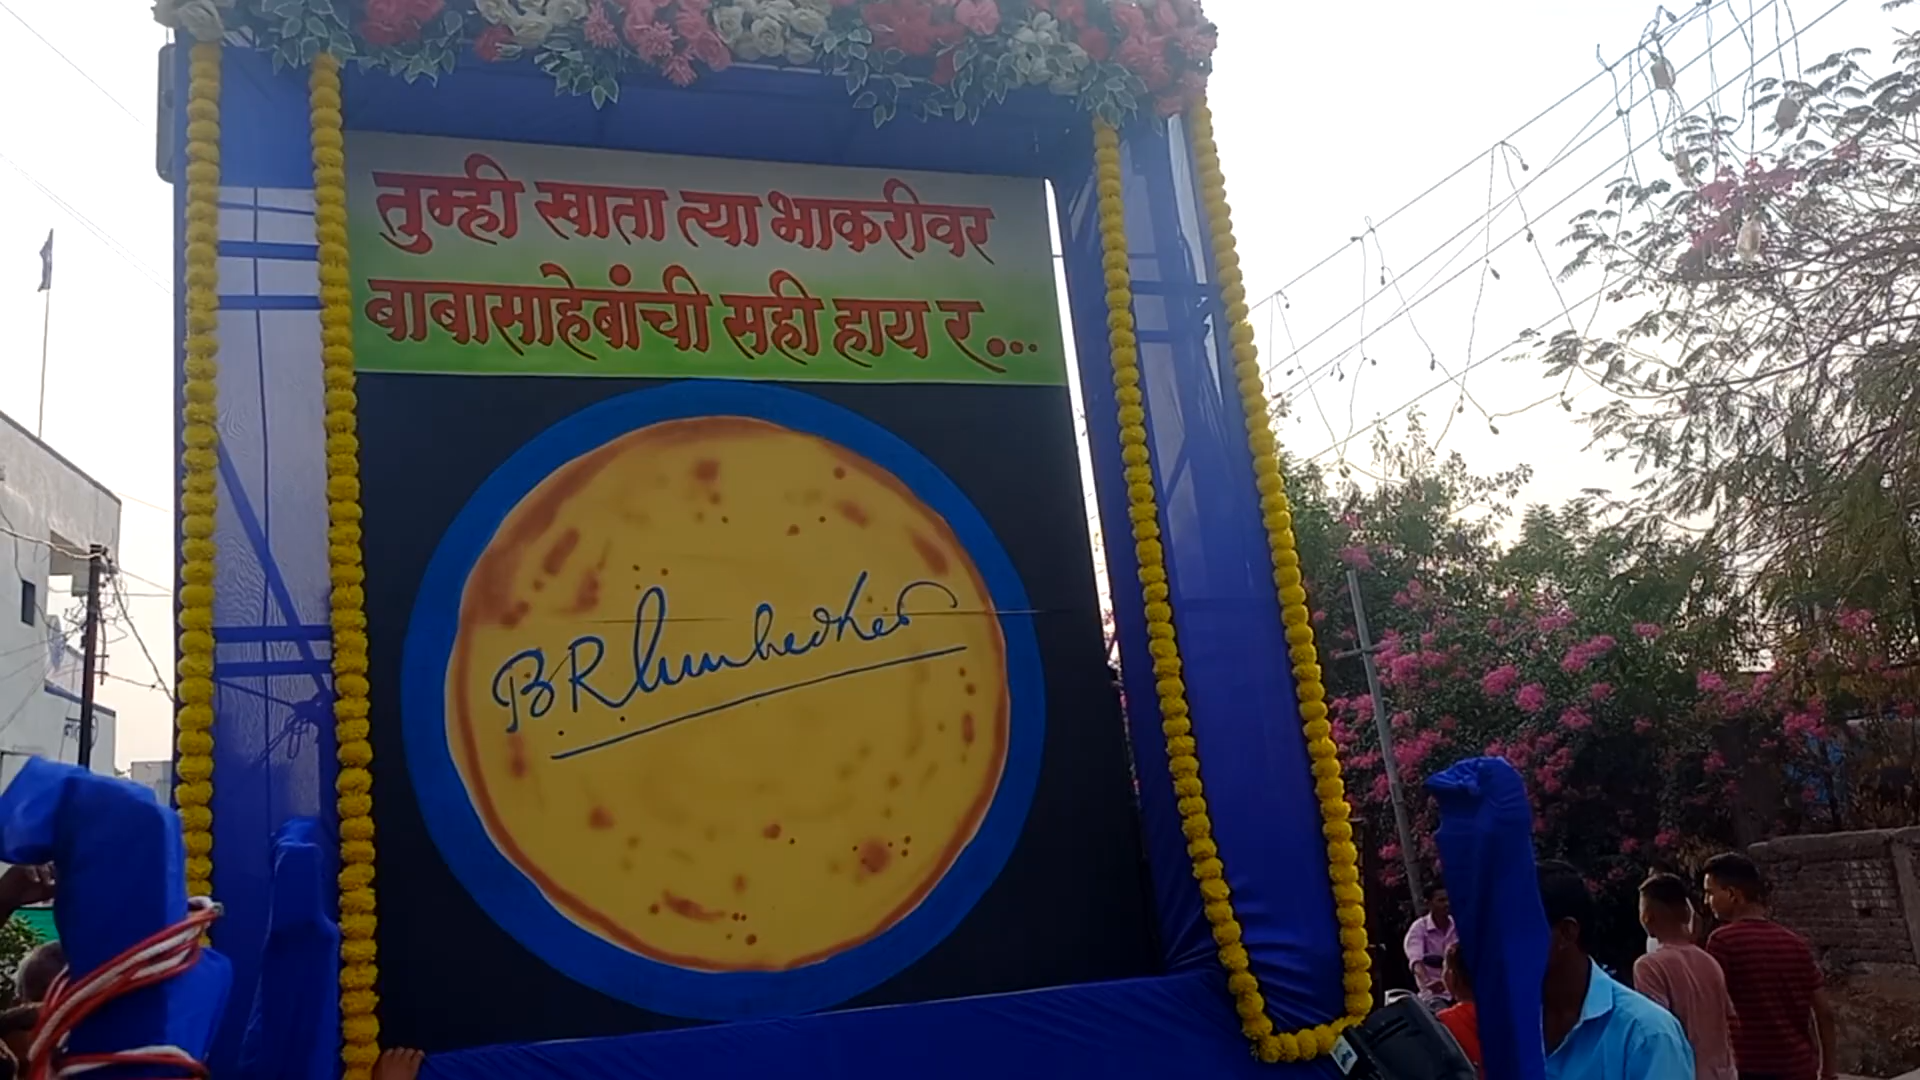 तुम्ही खाता त्या भाकरीवर
बाबासाहेबांची सही हाय र...
B R Ambedkar